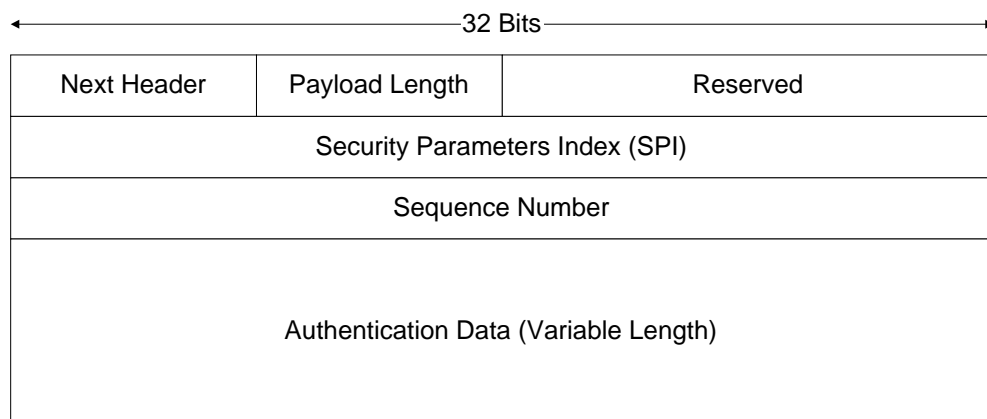 32 Bits
Next Header Payload Length Reserved
Security Parameters Index (SPI)
Sequence Number
Authentication Data (Variable Length)